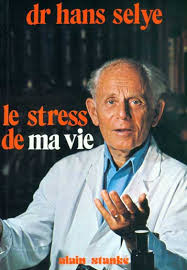 dr hans selye
le stress
de ma vie
alain stanké